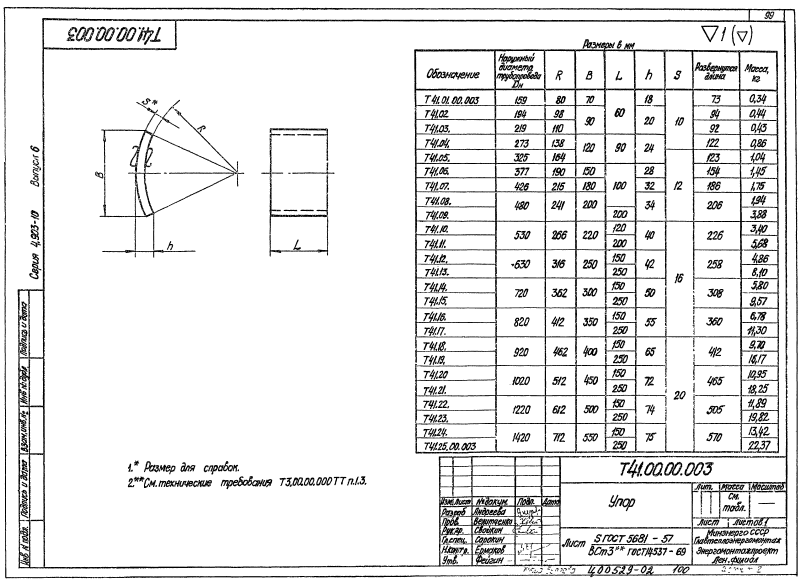 99
Т41.00.00.003
▽1 (▽)
Размеры в мм
Обозначение | Наружный диаметр трубопровода Dн | R | B | L | h | S | Развернутая длина | Масса, кг
Т41.01.00.003 | 159 | 80 | 70 | 60 | 18 | 10 | 73 | 0,34
Т41.02. | 194 | 98 | 90 | 20 | 94 | 0,44
Т41.03. | 219 | 110 | 92 | 0,43
Т41.04. | 273 | 138 | 120 | 90 | 24 | 122 | 0,86
Т41.05. | 325 | 164 | 12 | 123 | 1,04
Т41.06. | 377 | 190 | 150 | 100 | 28 | 154 | 1,45
Т41.07. | 426 | 215 | 180 | 32 | 186 | 1,75
Т41.08. | 480 | 241 | 200 | 34 | 206 | 1,94
Т41.09. | 200 | 3,88
Т41.10. | 530 | 266 | 220 | 120 | 40 | 16 | 226 | 3,40
Т41.11. | 200 | 5,68
Т41.12. | 630 | 316 | 250 | 150 | 42 | 258 | 4,86
Т41.13. | 250 | 8,10
Т41.14. | 720 | 362 | 300 | 150 | 50 | 308 | 5,80
Т41.15. | 250 | 9,57
Т41.16. | 820 | 412 | 350 | 150 | 55 | 360 | 6,78
Т41.17. | 250 | 11,30
Т41.18. | 920 | 462 | 400 | 150 | 65 | 20 | 412 | 9,70
Т41.19. | 250 | 16,17
Т41.20 | 1020 | 512 | 450 | 150 | 72 | 465 | 10,95
Т41.21. | 250 | 18,25
Т41.22. | 1220 | 612 | 500 | 150 | 74 | 505 | 11,89
Т41.23. | 250 | 19,82
Т41.24. | 1420 | 712 | 550 | 150 | 75 | 570 | 13,42
Т41.25.00.003 | 250 | 22,37
S*
R
B
h
L
1.* Размер для справок.
2.**См. технические требования Т3.00.00.000ТТ п.1.3.
Серия 4.903-10 Выпуск 6
Подпись и дата
Инв.№ дубл.
Взам.инв.№
Подпись и дата
Инв.№ подл.
Т41.00.00.003
Упор
Лит. Масса Масштаб
См. табл.
Лист Листов 1
Изм. Лист № докум. Подп. Дата
Разраб. Андреева
Пров.
Рук.гр. Свойкин
Гл.спец. Сорокин
Н.контр. Ермаков
Утв. Фейгин
Лист S ГОСТ 5681-57
ВСт3** ГОСТ14637-69
Минэнерго СССР
Главтеплоэнергомонтаж
Энергомонтажпроект
Лен.филиал
400529-02 100